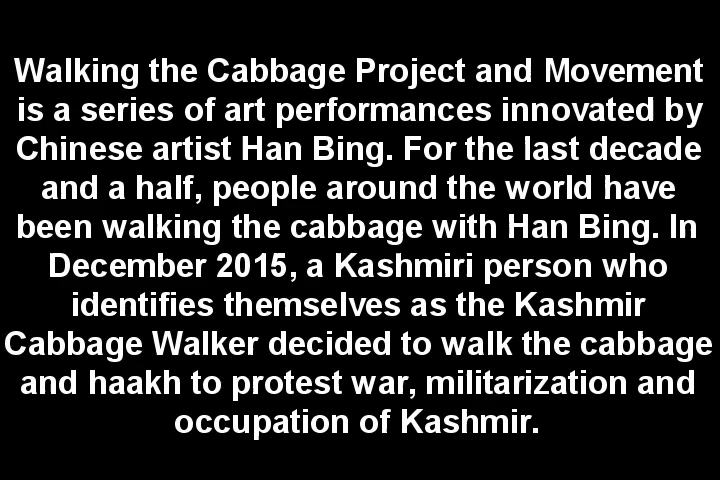 Walking the Cabbage Project and Movement
is a series of art performances innovated by
Chinese artist Han Bing. For the last decade
and a half, people around the world have
been walking the cabbage with Han Bing. In
December 2015, a Kashmiri person who
identifies themselves as the Kashmir
Cabbage Walker decided to walk the cabbage
and haakh to protest war, militarization and
occupation of Kashmir.